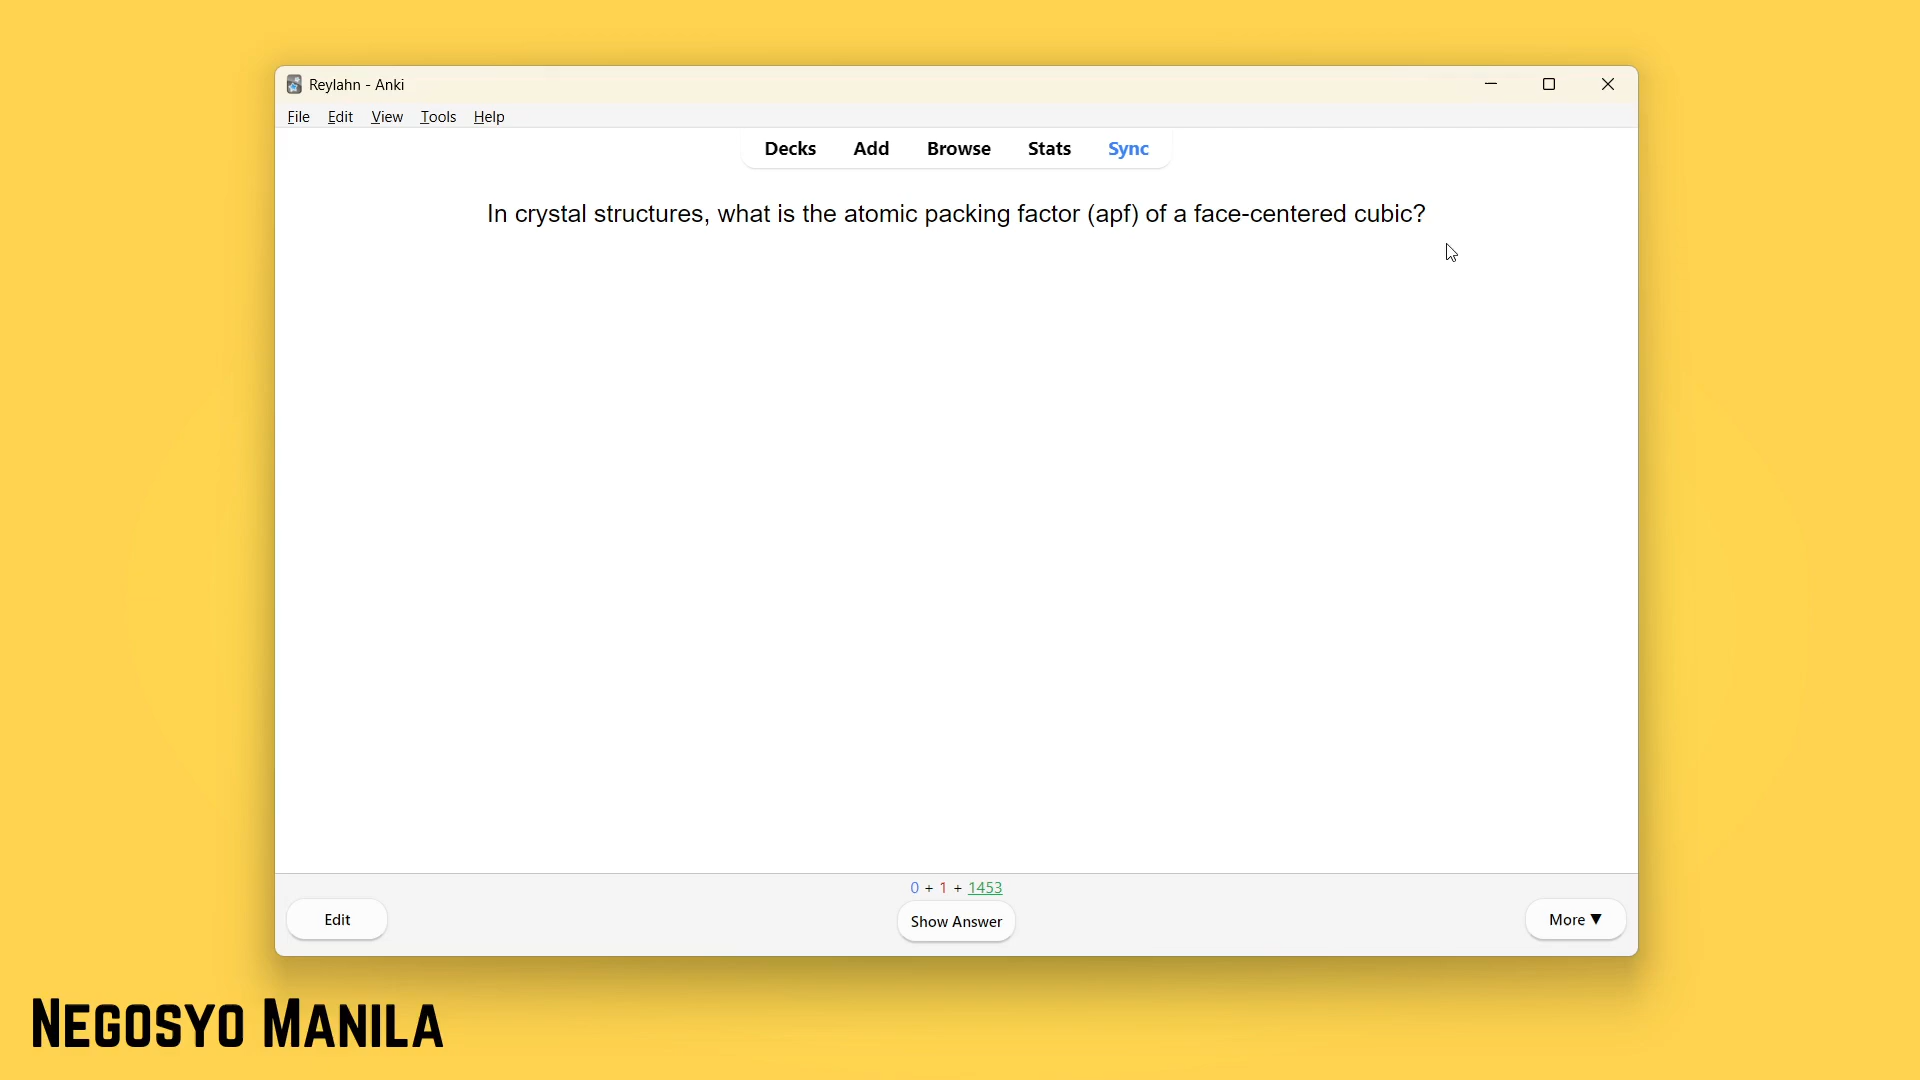 Reylahn - Anki
File Edit View Tools Help
Decks Add Browse Stats Sync
In crystal structures, what is the atomic packing factor (apf) of a face-centered cubic?
0 + 1 + 1453
Edit Show Answer More ▼
NEGOSYO MANILA